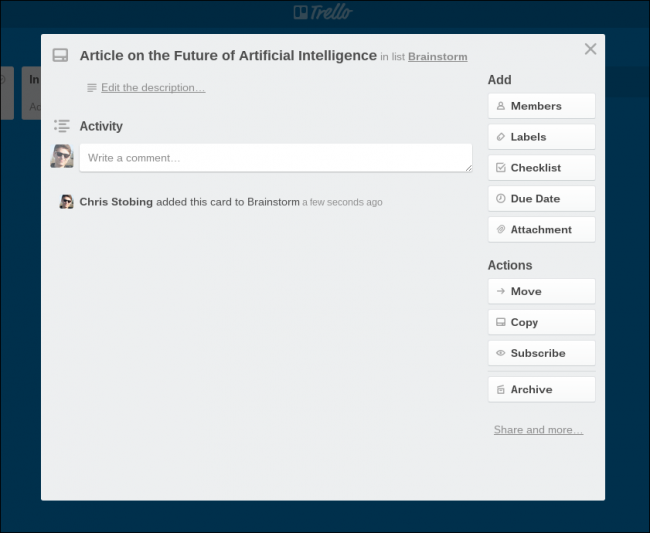 Trello
Article on the Future of Artificial Intelligence in list Brainstorm
In
Edit the description…
Activity
Write a comment…
Chris Stobing added this card to Brainstorm a few seconds ago
Add
Members
Labels
Checklist
Due Date
Attachment
Actions
Move
Copy
Subscribe
Archive
Share and more…